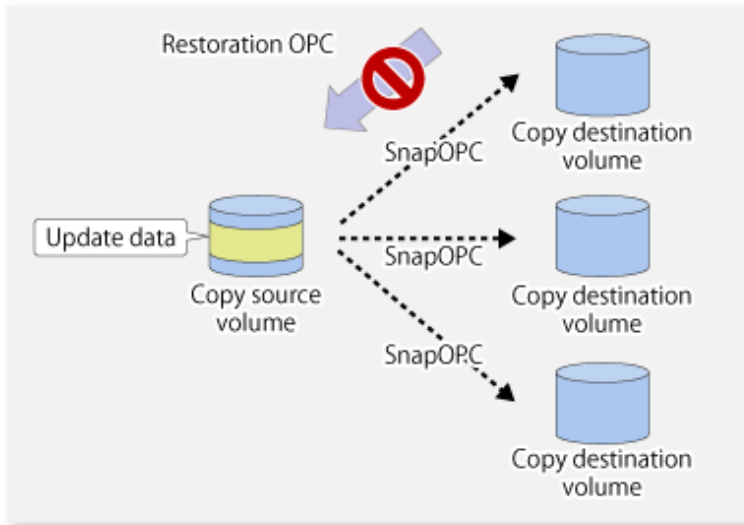 Restoration OPC
SnapOPC
Copy destination
volume
Update data
SnapOPC
Copy source
volume
Copy destination
volume
SnapOPC
Copy destination
volume